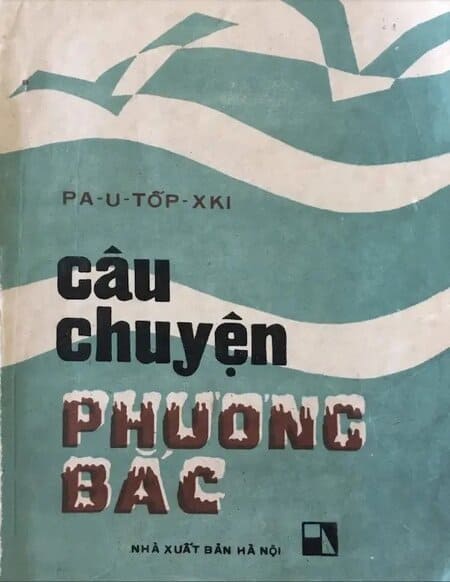 PA-U-TỐP-XKI
câu
chuyện
PHƯƠNG
BẮC
NHÀ XUẤT BẢN HÀ NỘI